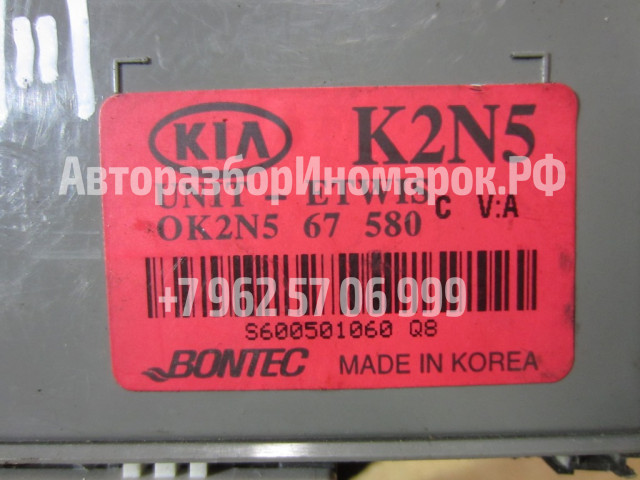 KIA K2N5
АвторазборИномарок.РФ
UNIT - ETWIS C V:A
OK2N5 67 580
+7 962 57 06 999
S600501060 Q8
BONTEC MADE IN KOREA